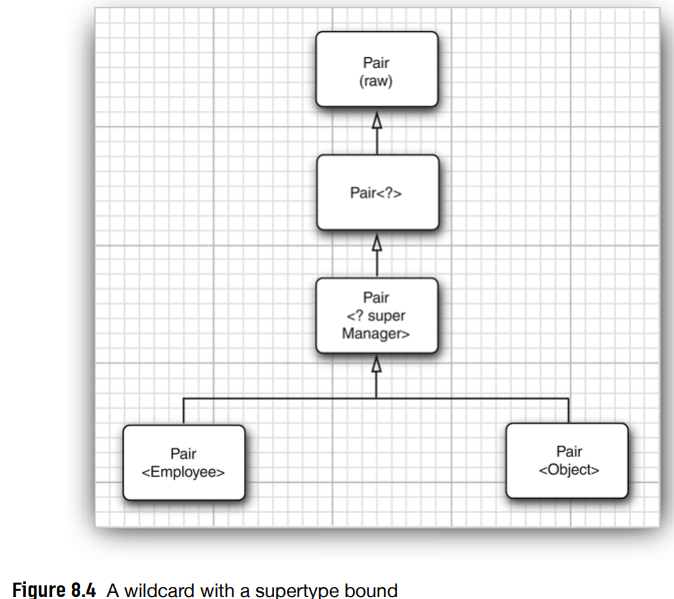 Pair
(raw)
Pair<?>
Pair
<? super
Manager>
Pair
<Employee>
Pair
<Object>
Figure 8.4 A wildcard with a supertype bound